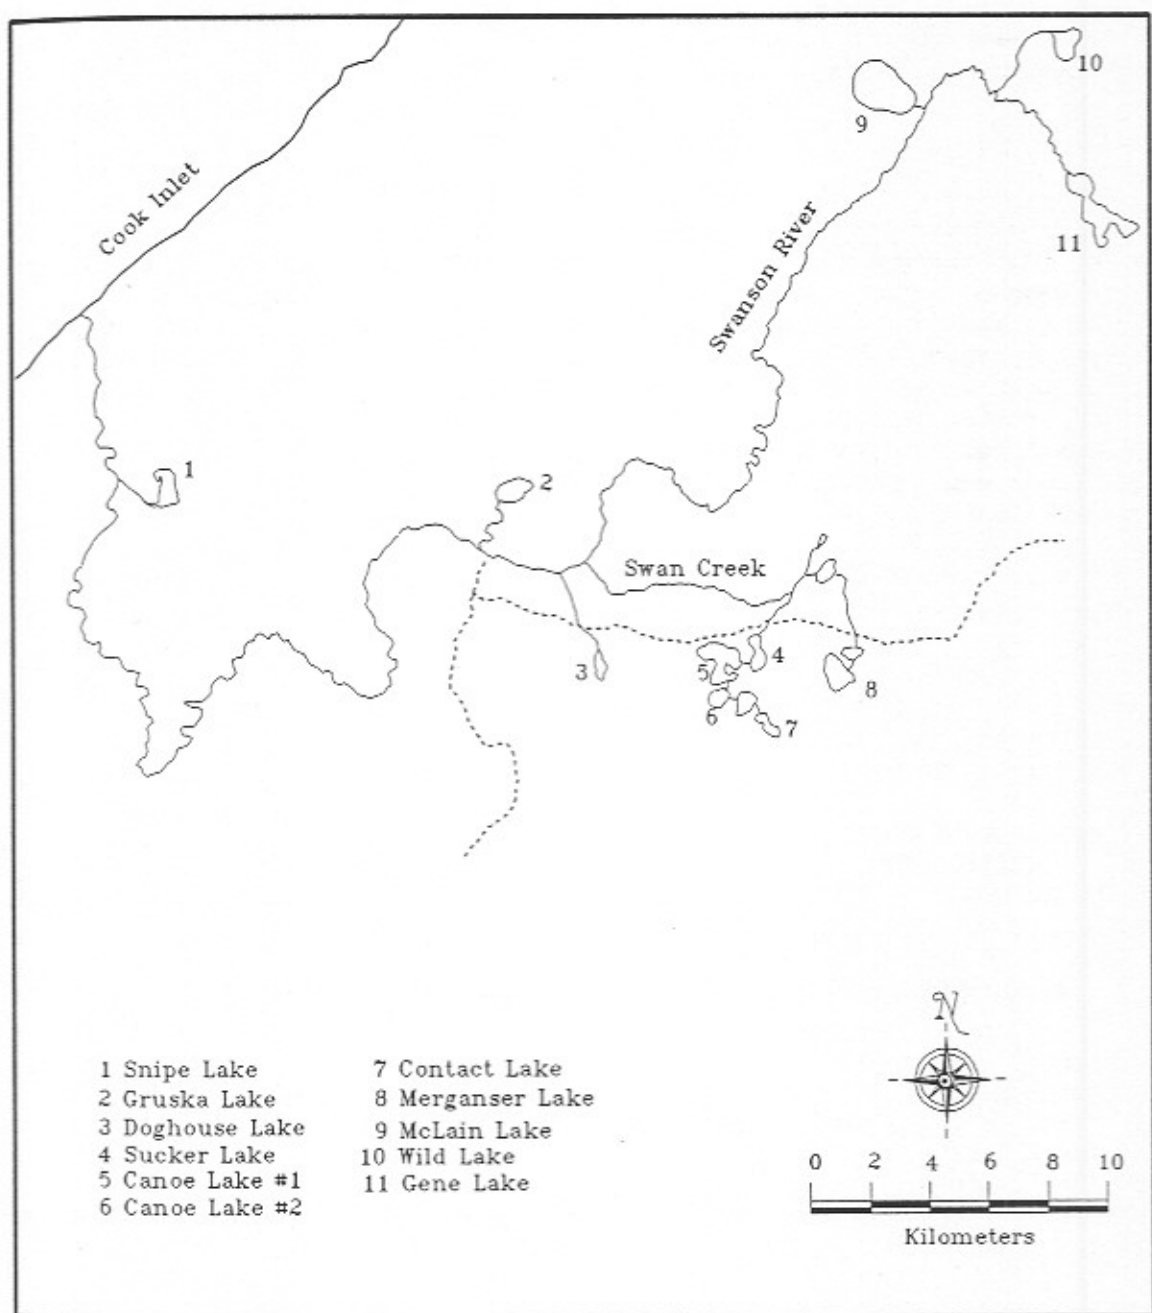 10
9
Cook Inlet
11
Swanson River
1
2
Swan Creek
3
5
4
8
6
7
N
1 Snipe Lake
2 Gruska Lake
3 Doghouse Lake
4 Sucker Lake
5 Canoe Lake #1
6 Canoe Lake #2
7 Contact Lake
8 Merganser Lake
9 McLain Lake
10 Wild Lake
11 Gene Lake
0 2 4 6 8 10
Kilometers